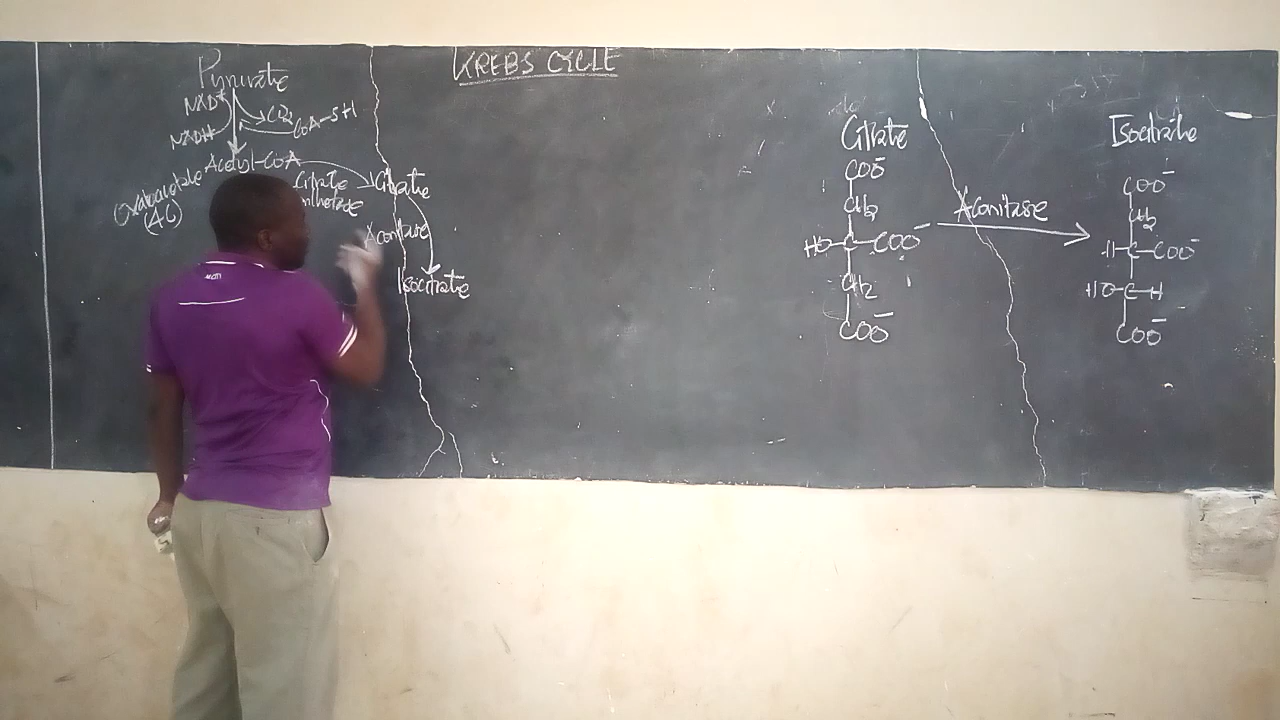 KREBS CYCLE
Pyruvate
NAD+
CO2
CoA-SH
NADH
Acetyl-CoA
Oxaloacetate
(4C)
Citrate
Citrate
Aconitase
Isocitrate
Citrate
COO-
CH2
HO-C-COO-
CH2
COO-
Aconitase
Isocitrate
COO-
CH2
H-C-COO-
HO-C-H
COO-